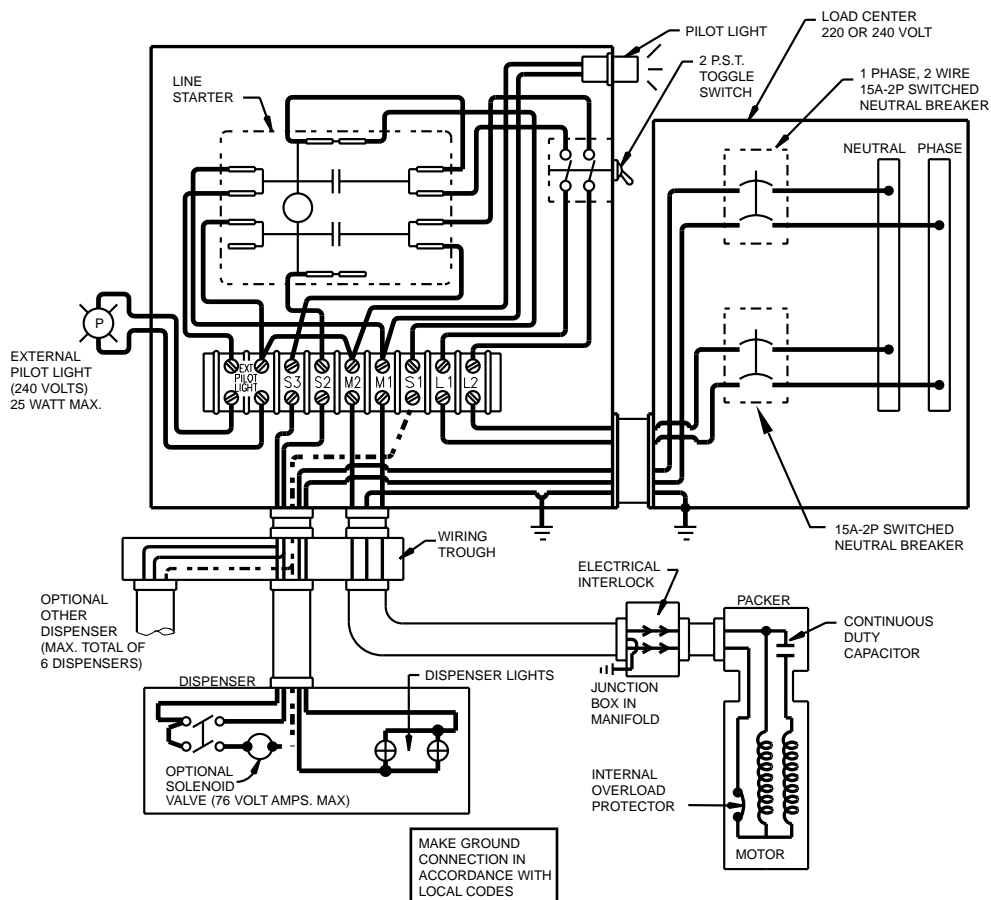 LOAD CENTER
220 OR 240 VOLT
PILOT LIGHT
2 P.S.T.
TOGGLE
SWITCH
1 PHASE, 2 WIRE
15A-2P SWITCHED
NEUTRAL BREAKER
LINE
STARTER
NEUTRAL
PHASE
P
EXTERNAL
PILOT LIGHT
(240 VOLTS)
25 WATT MAX.
EXT
PILOT
LIGHT
S3
S2
M2
M1
S1
L1
L2
15A-2P SWITCHED
NEUTRAL BREAKER
WIRING
TROUGH
ELECTRICAL
INTERLOCK
OPTIONAL
OTHER
DISPENSER
(MAX. TOTAL OF
6 DISPENSERS)
PACKER
CONTINUOUS
DUTY
CAPACITOR
DISPENSER
DISPENSER LIGHTS
JUNCTION
BOX IN
MANIFOLD
OPTIONAL
SOLENOID
VALVE (76 VOLT AMPS. MAX)
INTERNAL
OVERLOAD
PROTECTOR
MOTOR
MAKE GROUND
CONNECTION IN
ACCORDANCE WITH
LOCAL CODES